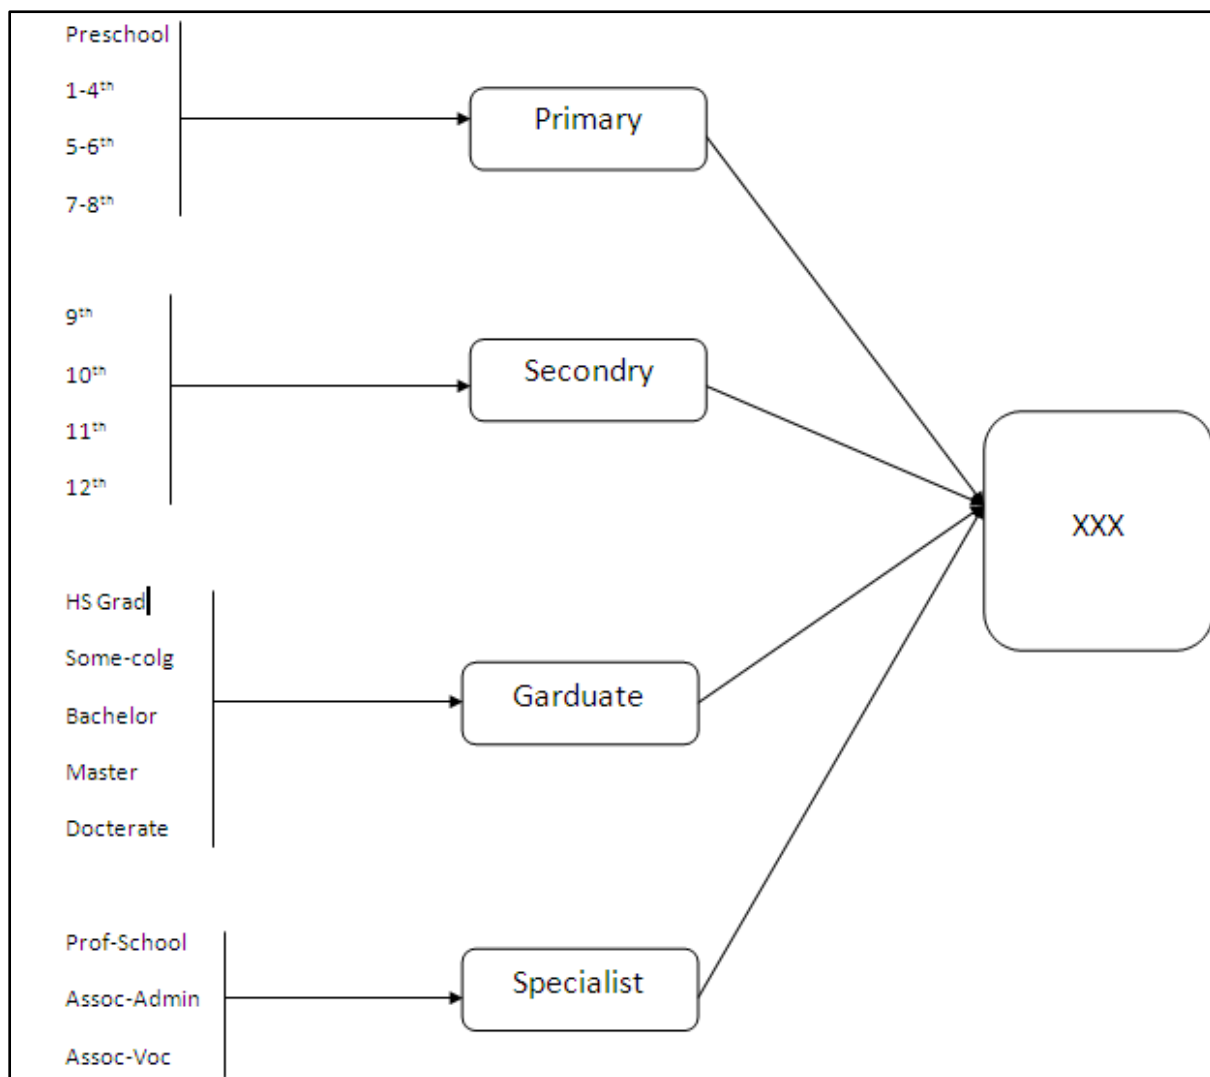 Preschool
1-4th
5-6th
7-8th
Primary
9th
10th
11th
12th
Secondry
HS Grad
Some-colg
Bachelor
Master
Docterate
Garduate
Prof-School
Assoc-Admin
Assoc-Voc
Specialist
XXX